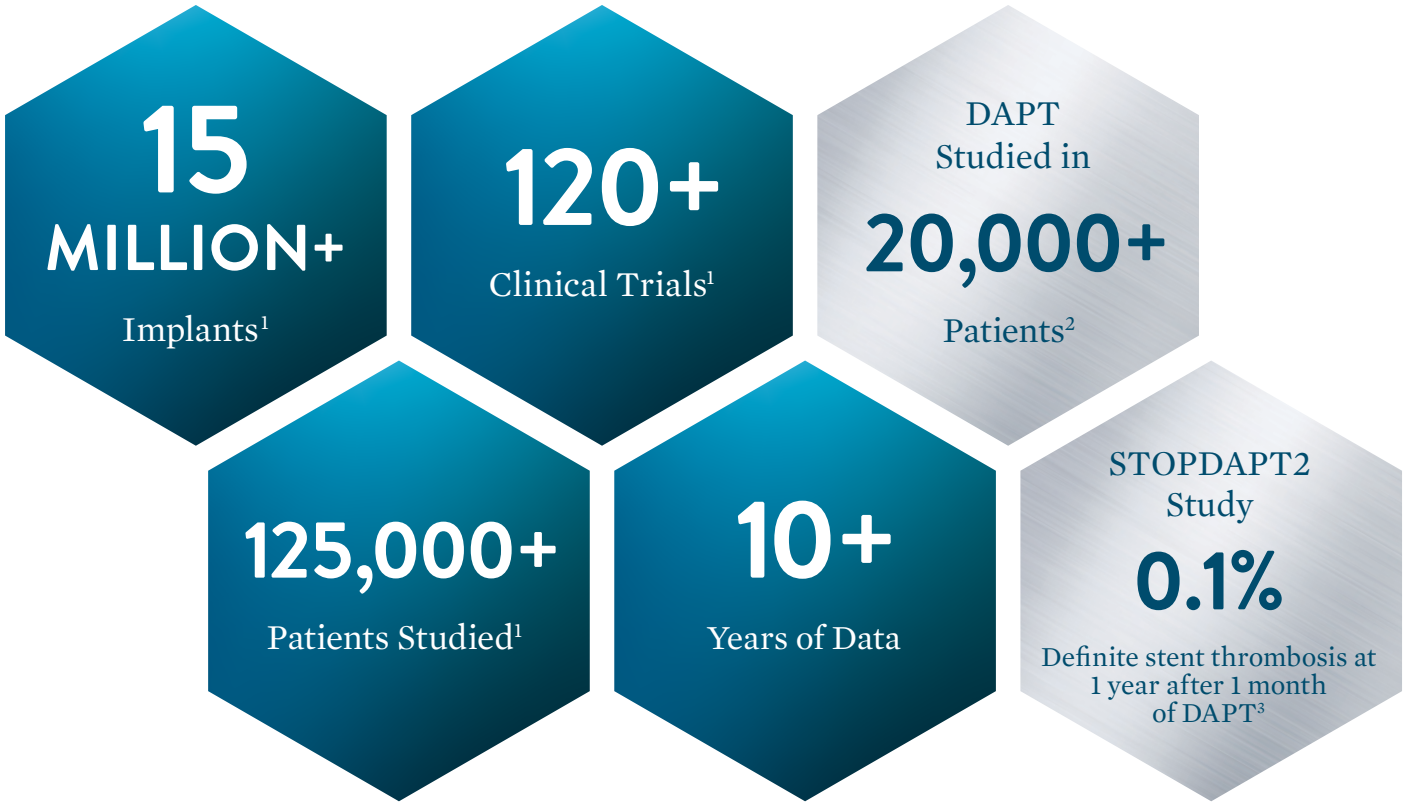 15
MILLION+
Implants¹
120+
Clinical Trials¹
DAPT
Studied in
20,000+
Patients²
125,000+
Patients Studied¹
10+
Years of Data
STOPDAPT2
Study
0.1%
Definite stent thrombosis at
1 year after 1 month
of DAPT³